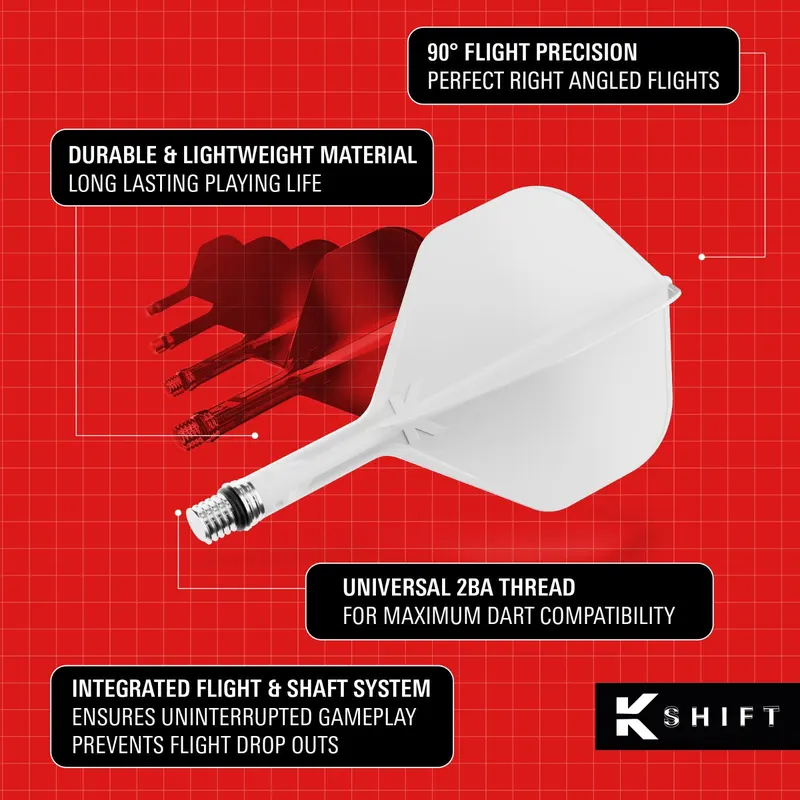 90° FLIGHT PRECISION
PERFECT RIGHT ANGLED FLIGHTS
DURABLE & LIGHTWEIGHT MATERIAL
LONG LASTING PLAYING LIFE
UNIVERSAL 2BA THREAD
FOR MAXIMUM DART COMPATIBILITY
INTEGRATED FLIGHT & SHAFT SYSTEM
ENSURES UNINTERRUPTED GAMEPLAY
PREVENTS FLIGHT DROP OUTS
K SHIFT